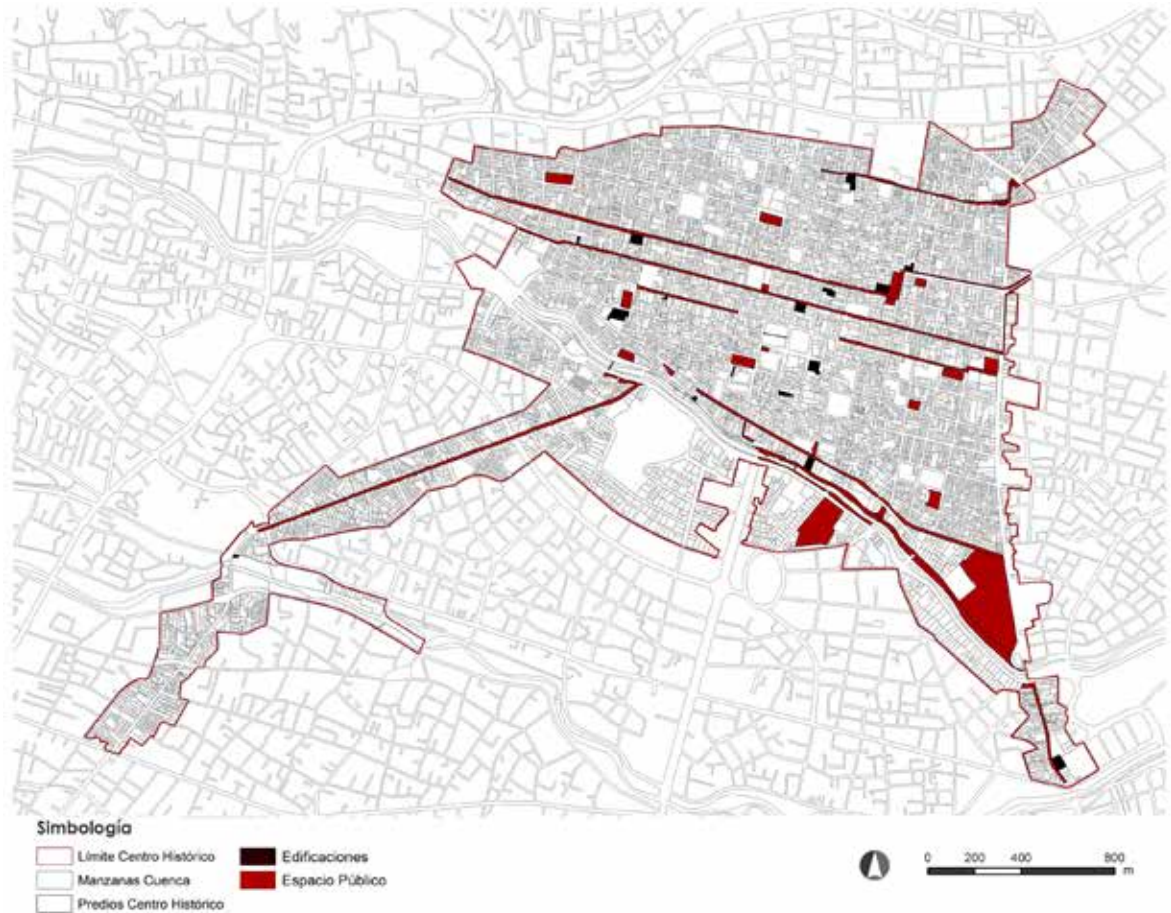 Simbología
Límite Centro Histórico
Manzanas Cuenca
Predios Centro Histórico
Edificaciones
Espacio Público
0 200 400 800
m